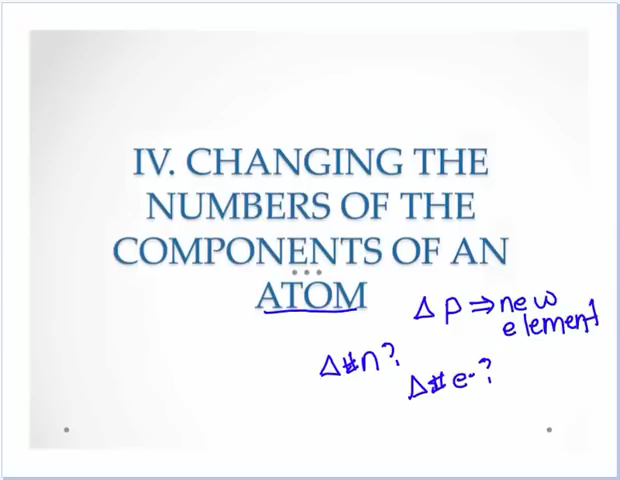 IV. CHANGING THE
NUMBERS OF THE
COMPONENTS OF AN
ATOM
Δ p ⇒ new
element
Δ#n?
Δ#e-?